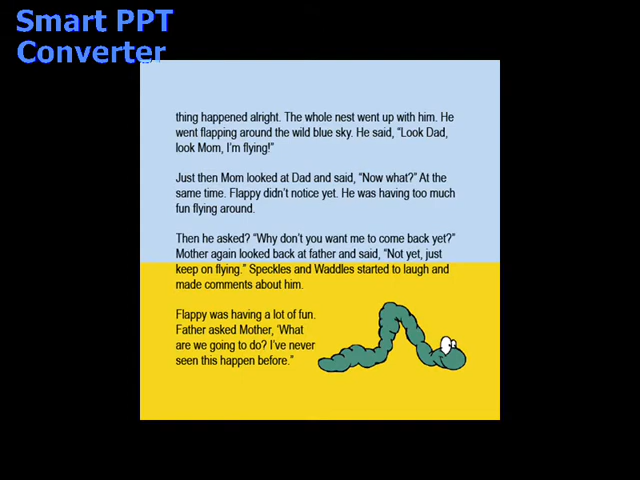 Smart PPT
Converter
thing happened alright. The whole nest went up with him. He
went flapping around the wild blue sky. He said, “Look Dad,
look Mom, I’m flying!”
Just then Mom looked at Dad and said, “Now what?” At the
same time. Flappy didn’t notice yet. He was having too much
fun flying around.
Then he asked? “Why don’t you want me to come back yet?”
Mother again looked back at father and said, “Not yet, just
keep on flying.” Speckles and Waddles started to laugh and
made comments about him.
Flappy was having a lot of fun.
Father asked Mother, ‘What
are we going to do? I’ve never
seen this happen before.”